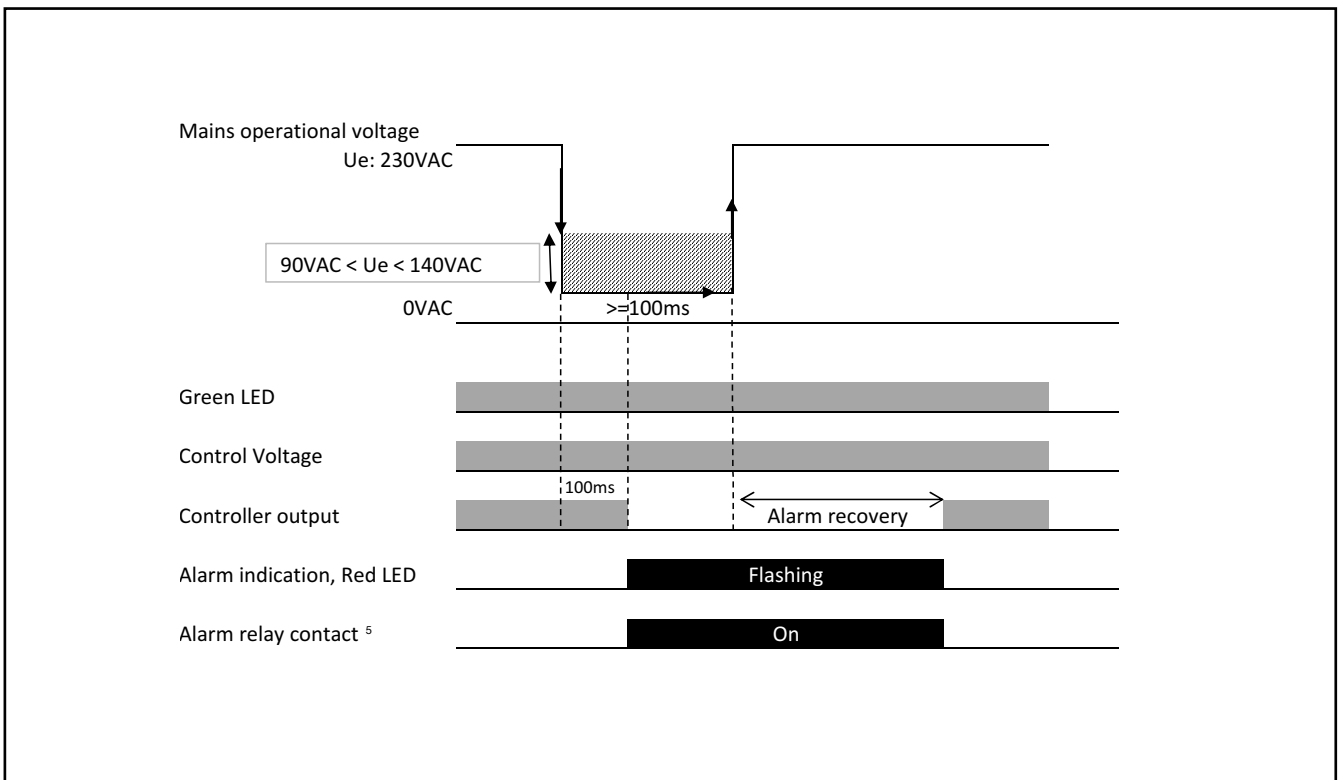 Mains operational voltage
Ue: 230VAC
90VAC < Ue < 140VAC
0VAC
>=100ms
Green LED
Control Voltage
100ms
Controller output
Alarm recovery
Alarm indication, Red LED
Flashing
Alarm relay contact ⁵
On